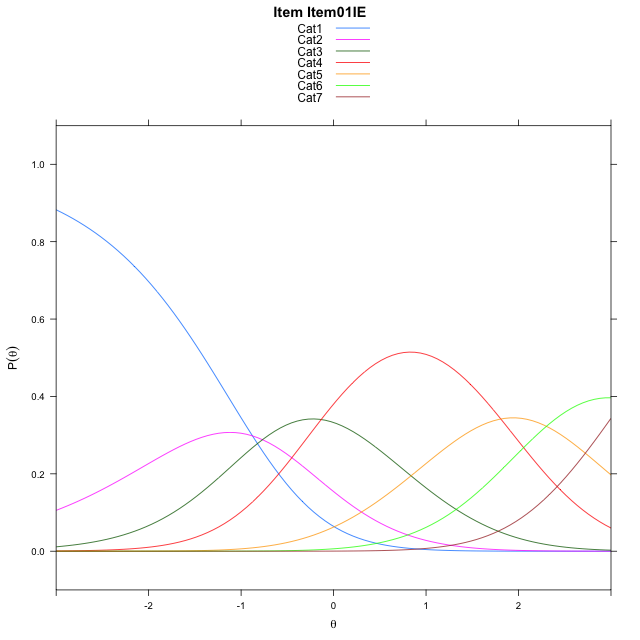 Item Item01IE
Cat1
Cat2
Cat3
Cat4
Cat5
Cat6
Cat7
1.0
0.8
0.6
0.4
0.2
0.0
P(θ)
-2 -1 0 1 2
θ